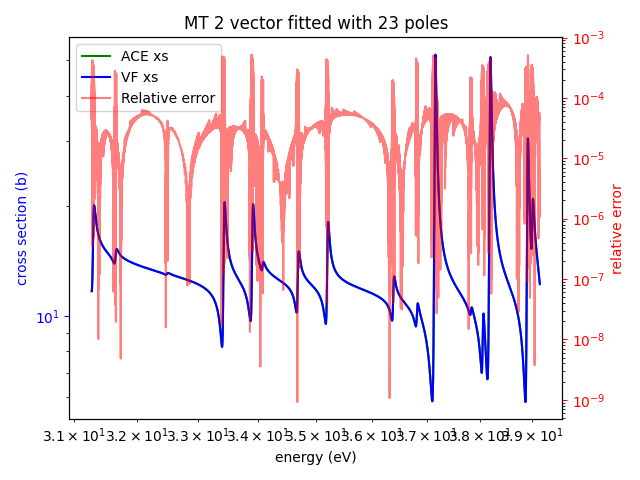 MT 2 vector fitted with 23 poles
ACE xs
VF xs
Relative error
cross section (b)
10¹
10⁻³
10⁻⁴
10⁻⁵
10⁻⁶
10⁻⁷
10⁻⁸
10⁻⁹
relative error
3.1 × 10¹ 3.2 × 10¹ 3.3 × 10¹ 3.4 × 10¹ 3.5 × 10¹ 3.6 × 10¹ 3.7 × 10¹ 3.8 × 10¹ 3.9 × 10¹
energy (eV)